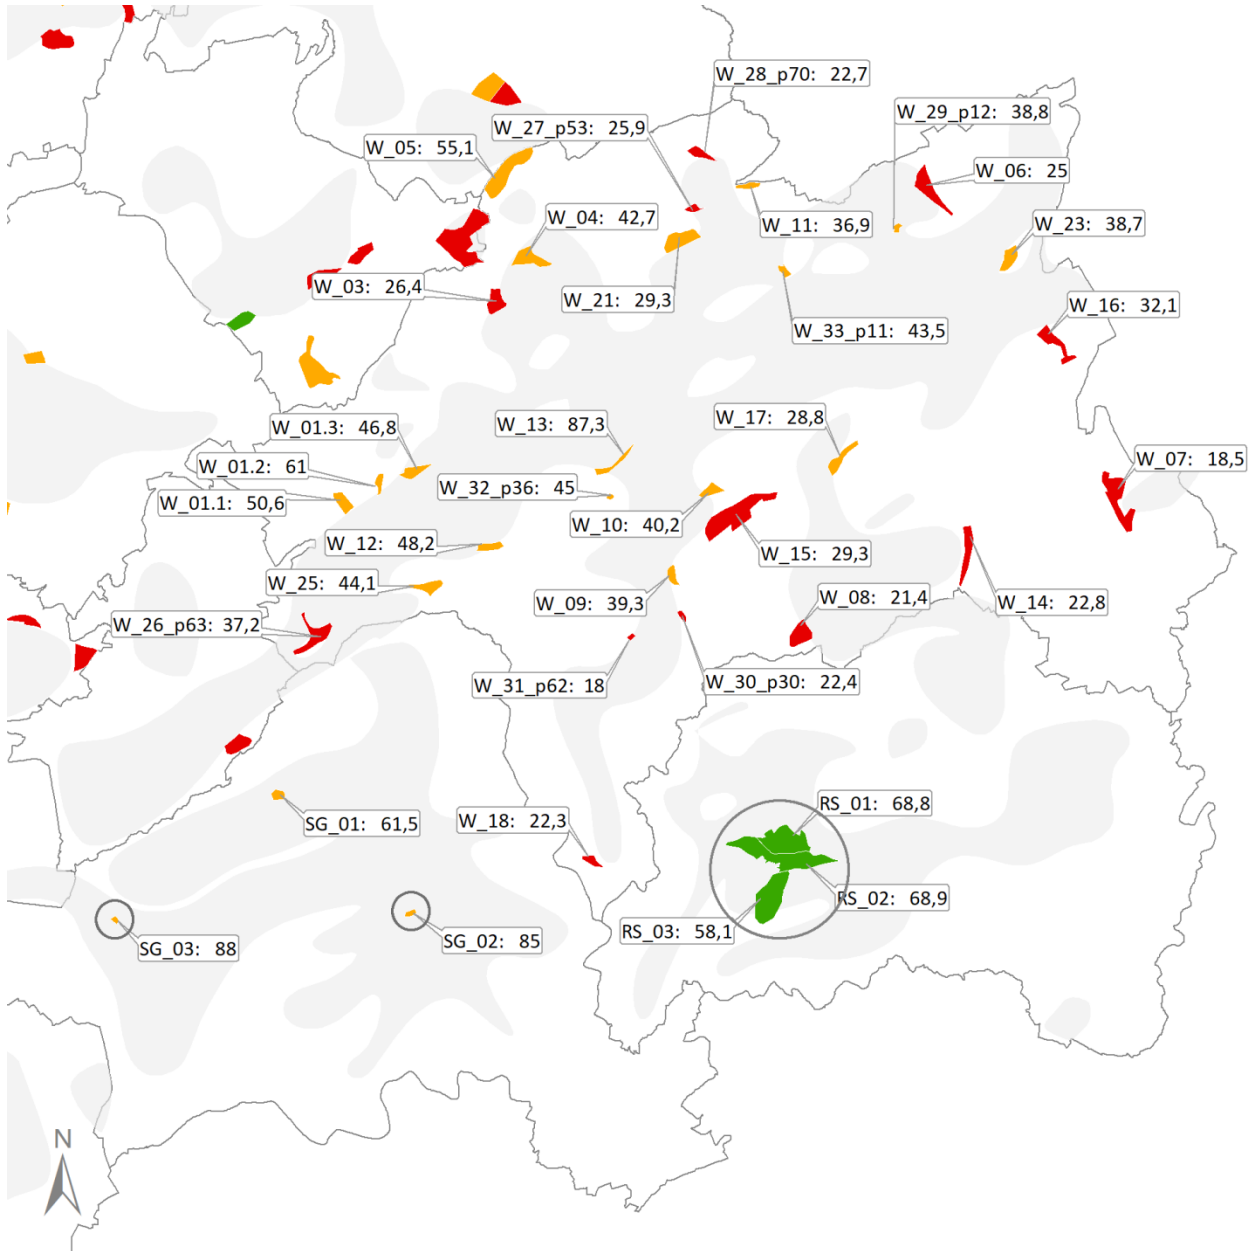 W_28_p70: 22,7
W_29_p12: 38,8
W_27_p53: 25,9
W_05: 55,1
W_06: 25
W_04: 42,7
W_11: 36,9
W_23: 38,7
W_03: 26,4
W_21: 29,3
W_16: 32,1
W_33_p11: 43,5
W_01.3: 46,8
W_13: 87,3
W_17: 28,8
W_01.2: 61
W_07: 18,5
W_32_p36: 45
W_01.1: 50,6
W_10: 40,2
W_12: 48,2
W_15: 29,3
W_25: 44,1
W_09: 39,3
W_08: 21,4
W_14: 22,8
W_26_p63: 37,2
W_31_p62: 18
W_30_p30: 22,4
RS_01: 68,8
SG_01: 61,5
W_18: 22,3
RS_02: 68,9
RS_03: 58,1
SG_03: 88
SG_02: 85
N